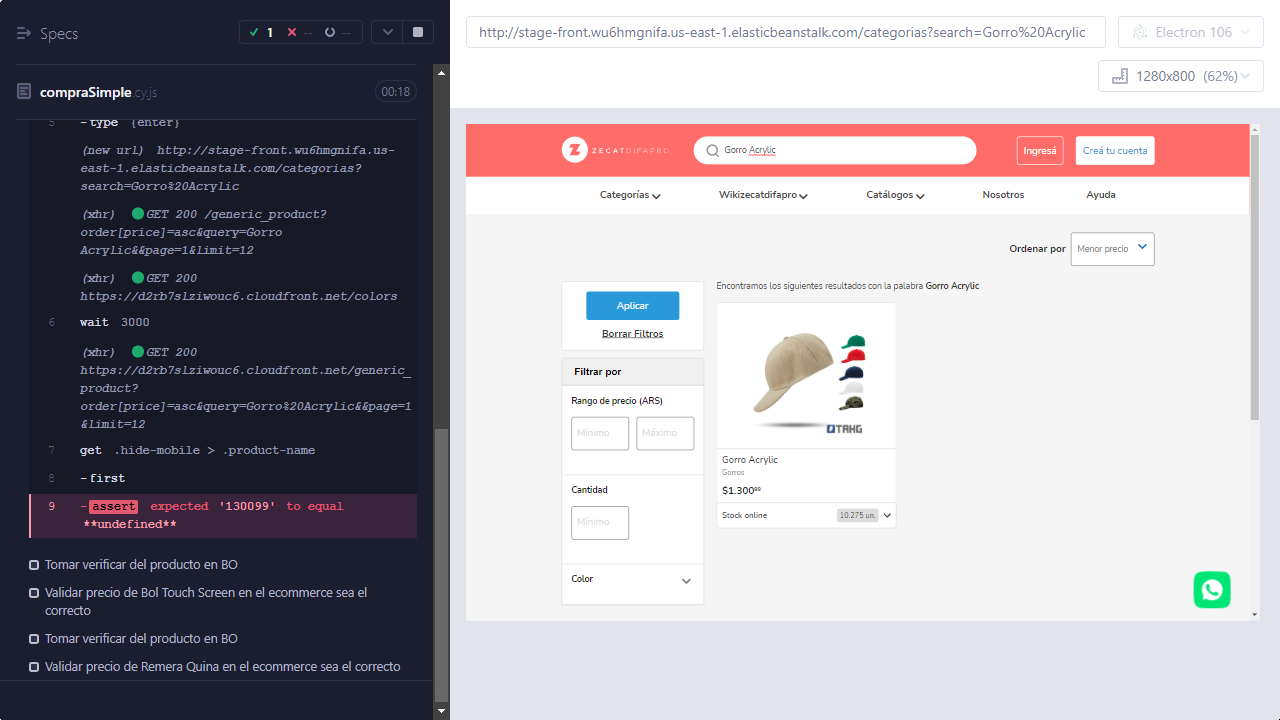 Specs
1
--
--
http://stage-front.wu6hmgnifa.us-east-1.elasticbeanstalk.com/categorias?search=Gorro%20Acrylic
Electron 106
1280x800 (62%)
compraSimple.cy.js
00:18
5 -type {enter}
(new url) http://stage-front.wu6hmgnifa.us-
east-1.elasticbeanstalk.com/categorias?
search=Gorro%20Acrylic
(xhr) GET 200 /generic_product?
order[price]=asc&query=Gorro
Acrylic&&page=1&limit=12
(xhr) GET 200
https://d2rb7slziwouc6.cloudfront.net/colors
6 wait 3000
(xhr) GET 200
https://d2rb7slziwouc6.cloudfront.net/generic_
product?
order[price]=asc&query=Gorro%20Acrylic&&page=1
&limit=12
7 get .hide-mobile > .product-name
8 -first
9 -assert expected '130099' to equal
**undefined**
Tomar verificar del producto en BO
Validar precio de Bol Touch Screen en el ecommerce sea el
correcto
Tomar verificar del producto en BO
Validar precio de Remera Quina en el ecommerce sea el correcto
Z ZECATDIFAPRO
Gorro Acrylic
Ingresá
Creá tu cuenta
Categorías
Wikizecatdifapro
Catálogos
Nosotros
Ayuda
Ordenar por
Menor precio
Aplicar
Borrar Filtros
Filtrar por
Rango de precio (ARS)
Mínimo
Máximo
Cantidad
Mínimo
Color
Encontramos los siguientes resultados con la palabra Gorro Acrylic
TAHG
Gorro Acrylic
Gorros
$1.300⁹⁹
Stock online
10.275 un.